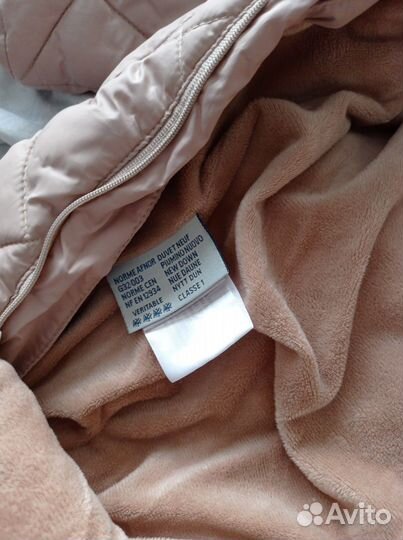 NORME AFNOR
GX32 003
NORME CEN
NF EN 12934
VERITABLE
DUVET NEUF
PIUMINO NUOVO
NEW DOWN
NUE DAUNE
NYTT DUN
CLASSE 1
Avito